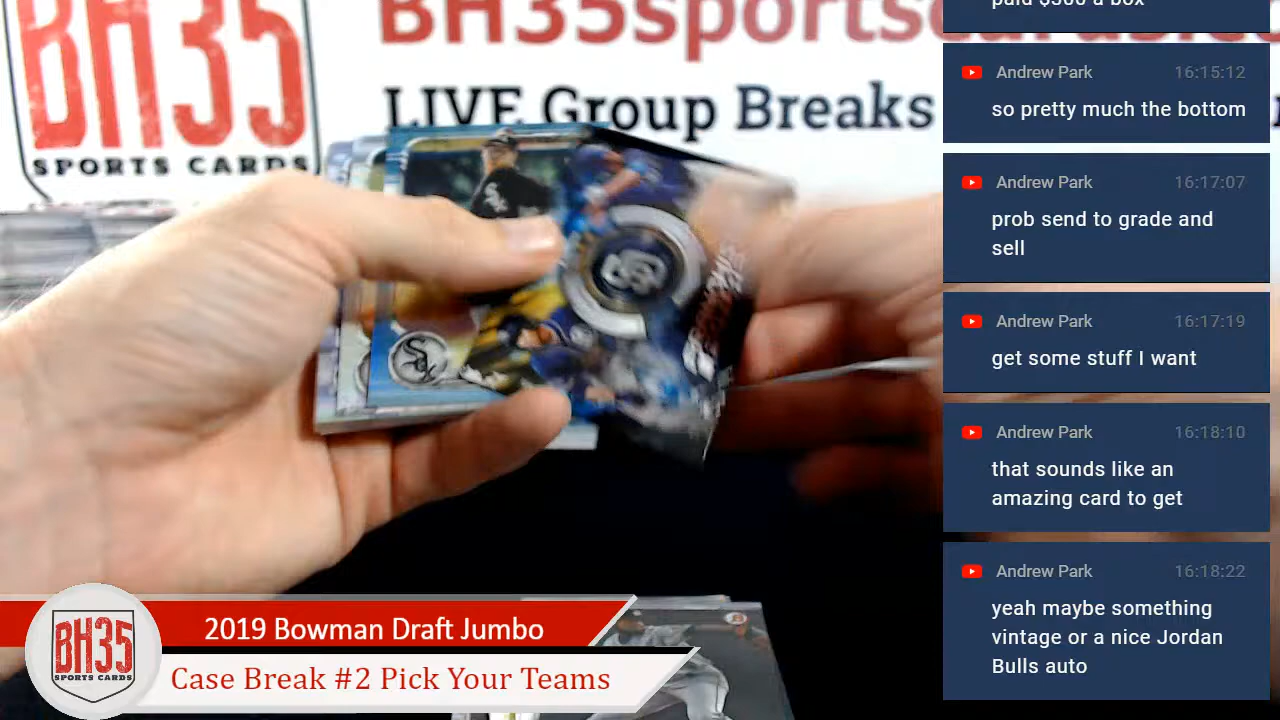 BH35
SPORTS CARDS
BH35sports
LIVE Group Breaks
paid $300 a box
Andrew Park 16:15:12
so pretty much the bottom
Andrew Park 16:17:07
prob send to grade and
sell
Andrew Park 16:17:19
get some stuff I want
Andrew Park 16:18:10
that sounds like an
amazing card to get
Andrew Park 16:18:22
yeah maybe something
vintage or a nice Jordan
Bulls auto
BH35
SPORTS CARDS
2019 Bowman Draft Jumbo
Case Break #2 Pick Your Teams